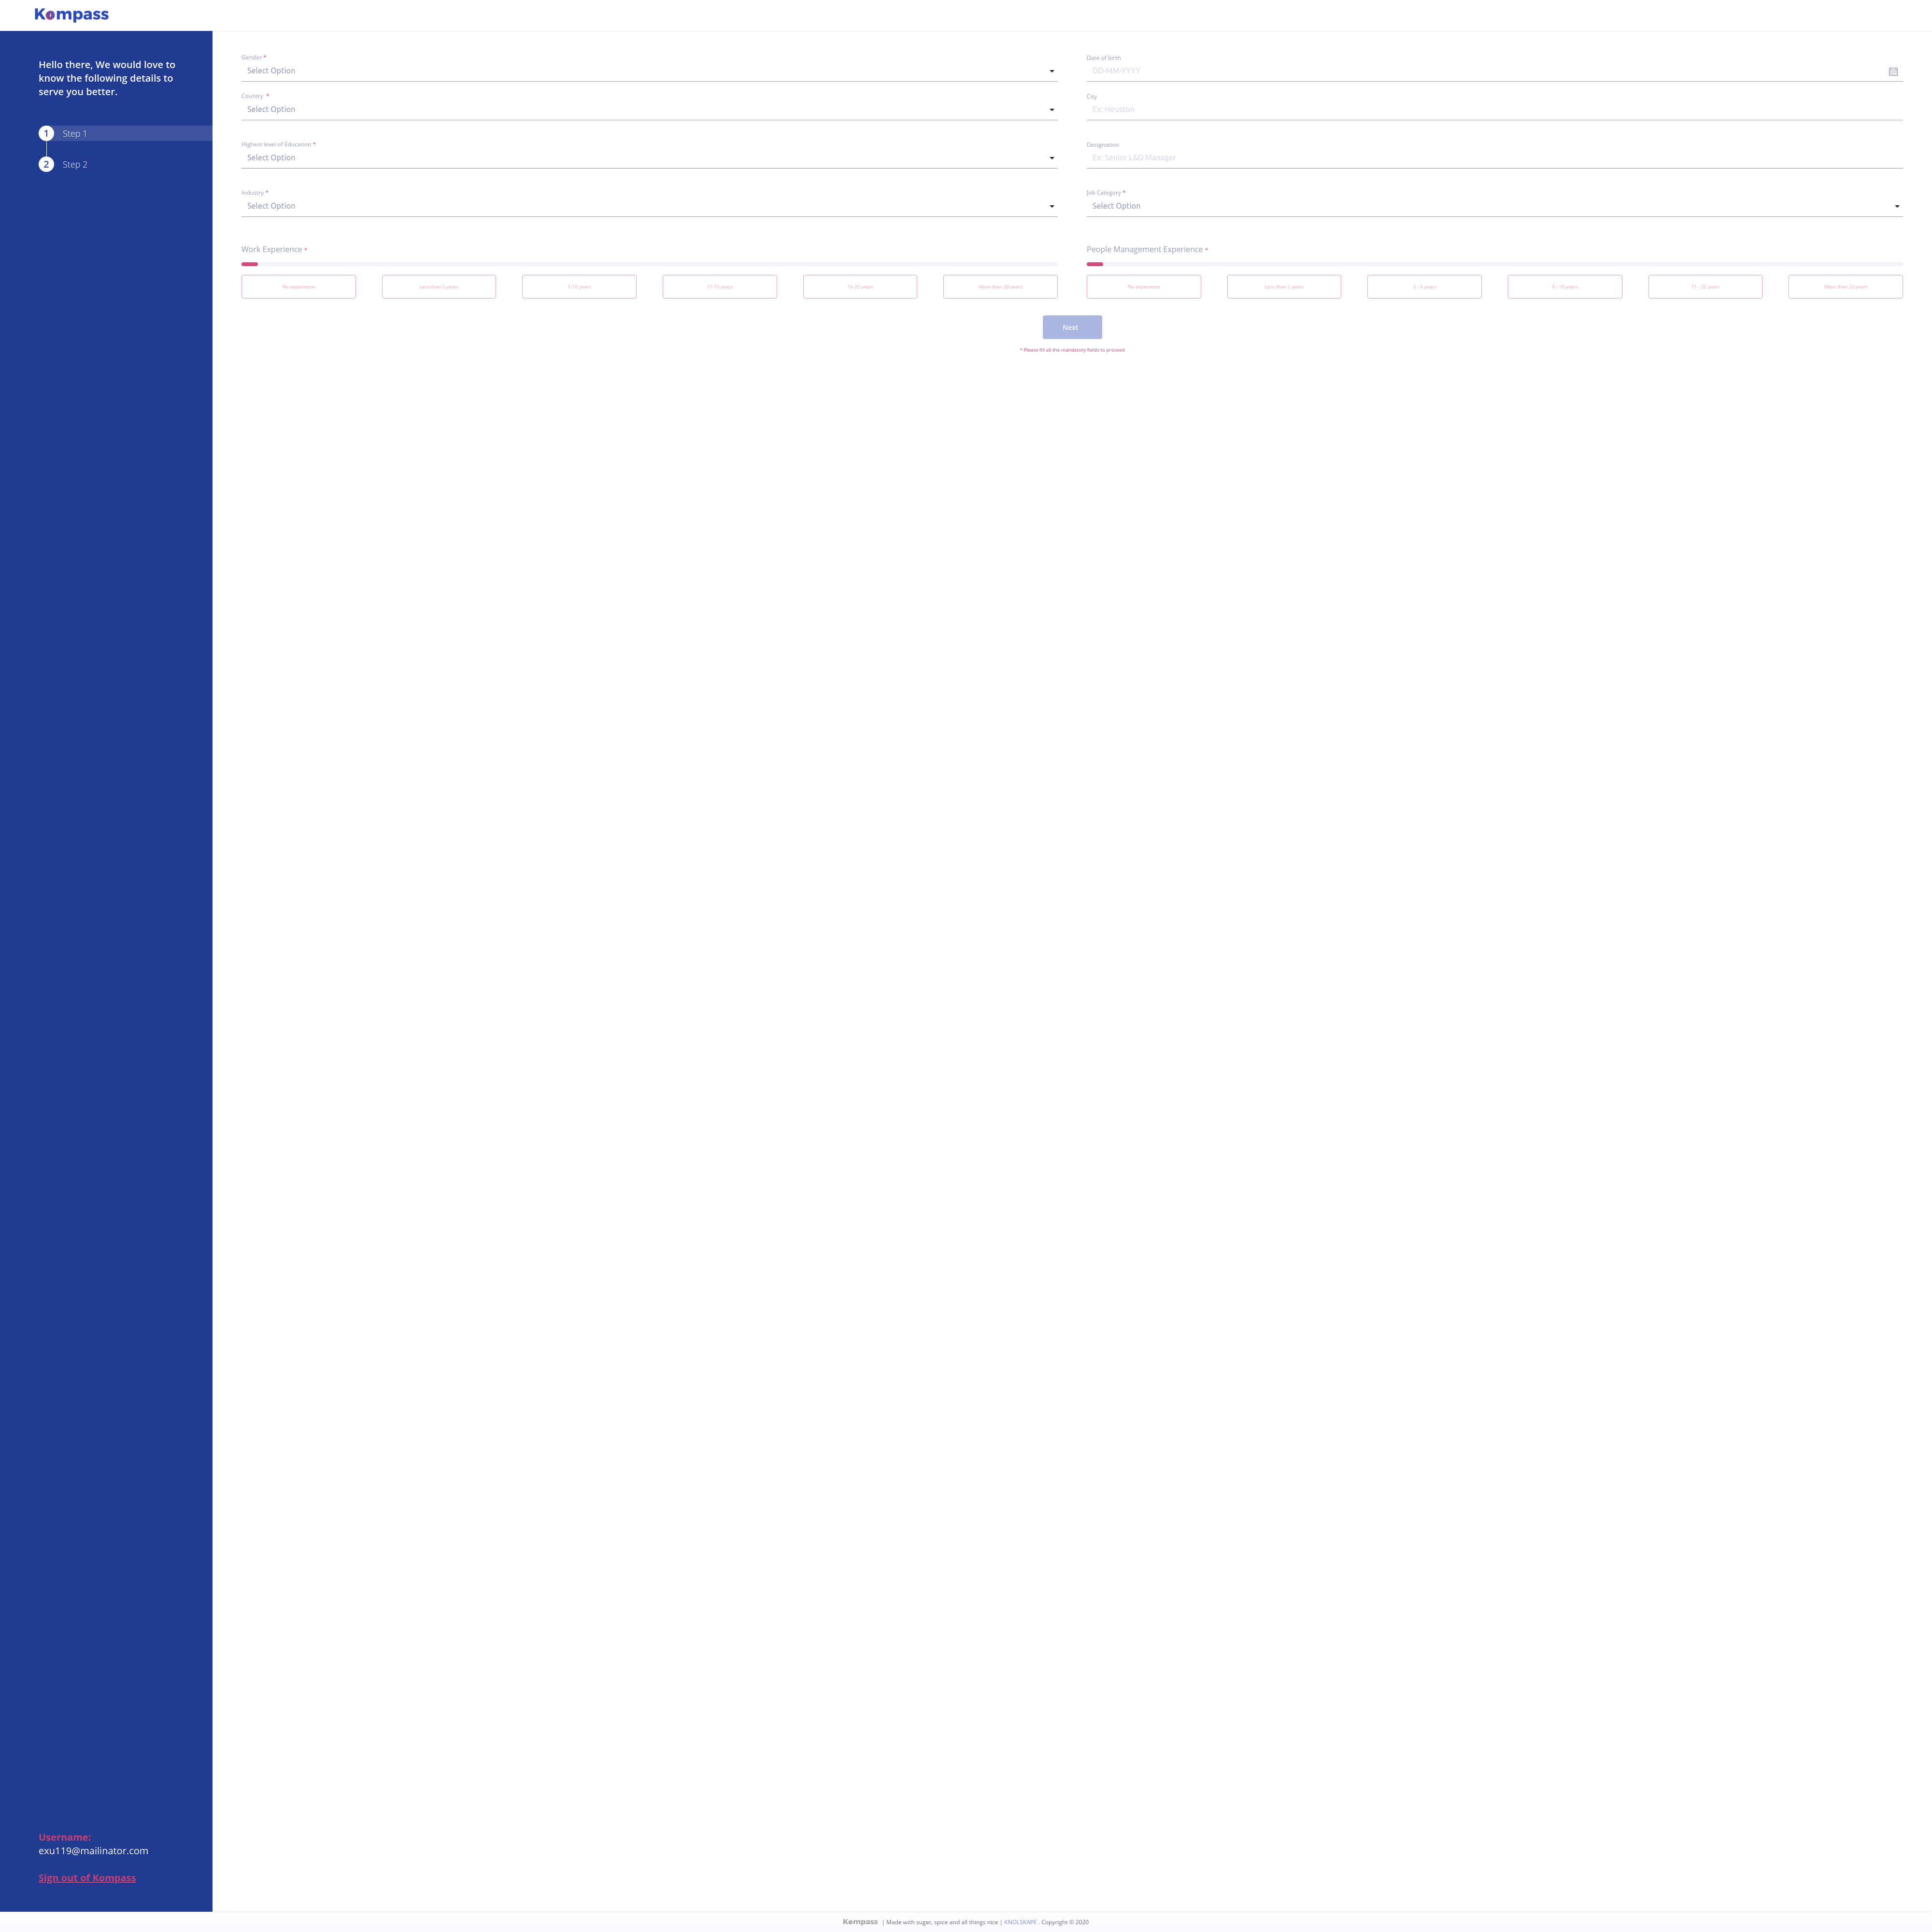 Kompass
Hello there, We would love to
know the following details to
serve you better.
1 Step 1
2 Step 2
Gender *
Select Option
Date of birth
DD-MM-YYYY
Country *
Select Option
City
Ex: Houston
Highest level of Education *
Select Option
Designation
Ex: Senior L&D Manager
Industry *
Select Option
Job Category *
Select Option
Work Experience *
No experience
Less than 5 years
5-10 years
11-15 years
16-20 years
More than 20 years
People Management Experience *
No experience
Less than 2 years
2 - 5 years
6 - 10 years
11 - 20 years
More than 20 years
Next
* Please fill all the mandatory fields to proceed
Username:
exu119@mailinator.com
Sign out of Kompass
Kompass | Made with sugar, spice and all things nice | KNOLSKAPE . Copyright © 2020